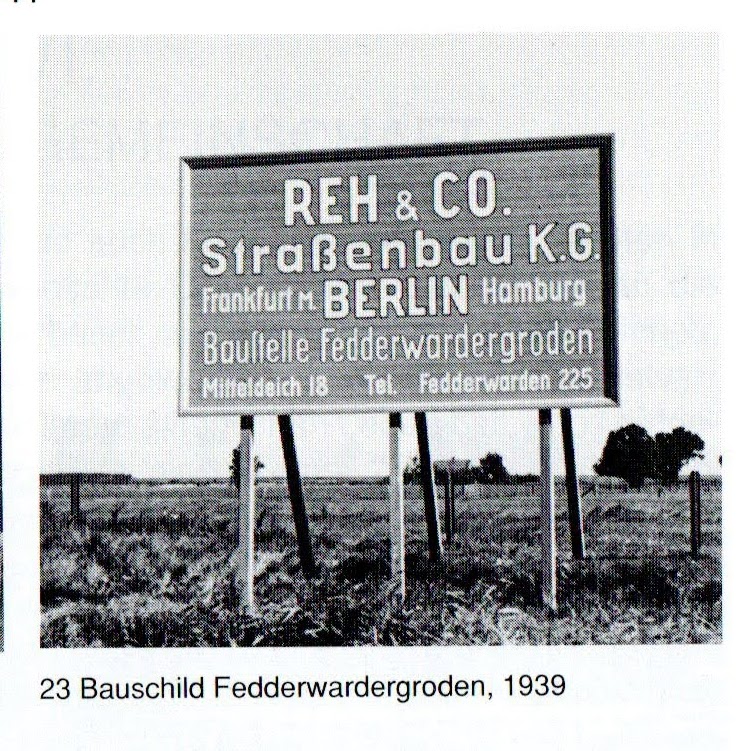 REH & CO.
Straßenbau K.G.
Frankfurt M. BERLIN Hamburg
Bauſtelle Fedderwardergroden
Mitteldeich 18 Tel. Fedderwarden 225
23 Bauschild Fedderwardergroden, 1939